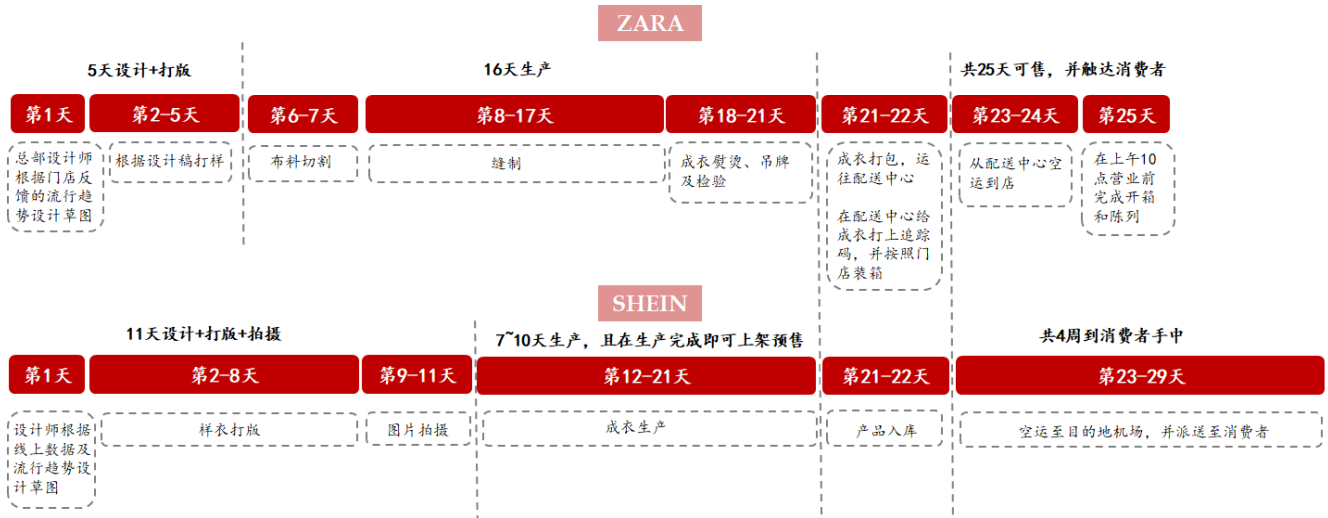 ZARA
5天设计+打版
16天生产
共25天可售，并触达消费者
第1天
第2-5天
第6-7天
第8-17天
第18-21天
第21-22天
第23-24天
第25天
总部设计师
根据门店反
馈的流行趋
势设计草图
根据设计稿打样
布料切割
缝制
成衣熨烫、吊牌
及检验
成衣打包，运
往配送中心
在配送中心给
成衣打上追踪
码，并按照门
店装箱
从配送中心空
运到店
在上午10
点营业前
完成开箱
和陈列
SHEIN
11天设计+打版+拍摄
7~10天生产，且在生产完成即可上架预售
共4周到消费者手中
第1天
第2-8天
第9-11天
第12-21天
第21-22天
第23-29天
设计师根据
线上数据及
流行趋势设
计草图
样衣打版
图片拍摄
成衣生产
产品入库
空运至目的地机场，并派送至消费者